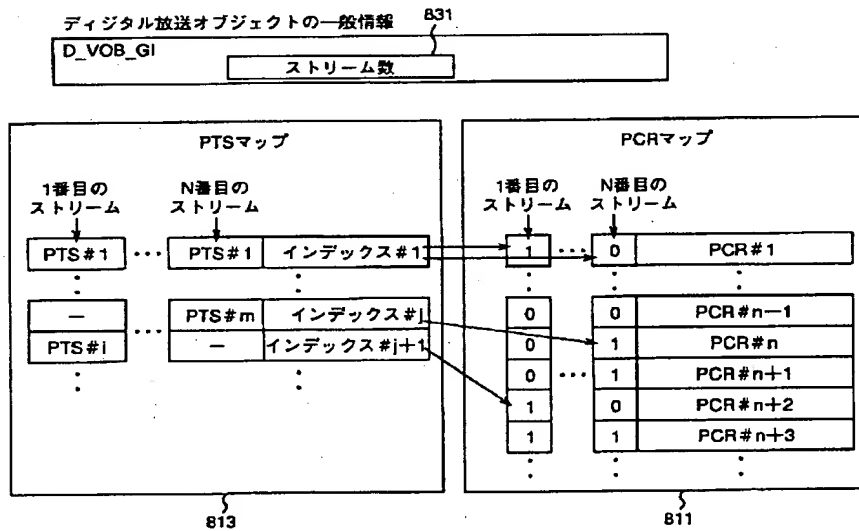 ディジタル放送オブジェクトの一般情報
831
D_VOB_GI
ストリーム数
PTSマップ
1番目の
ストリーム
N番目の
ストリーム
PTS#1 ・・・ PTS#1 インデックス#1
― PTS#m インデックス#j
PTS#i ・・・ ― インデックス#j+1
813
PCRマップ
1番目の
ストリーム
N番目の
ストリーム
1 ・・・ 0 PCR#1
0 0 PCR#n-1
0 1 PCR#n
0 ・・・ 1 PCR#n+1
1 0 PCR#n+2
1 1 PCR#n+3
811